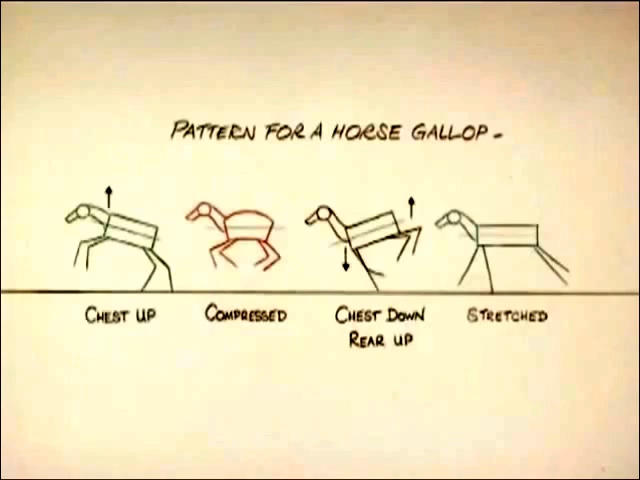 PATTERN FOR A HORSE GALLOP -
CHEST UP
COMPRESSED
CHEST DOWN
REAR UP
STRETCHED